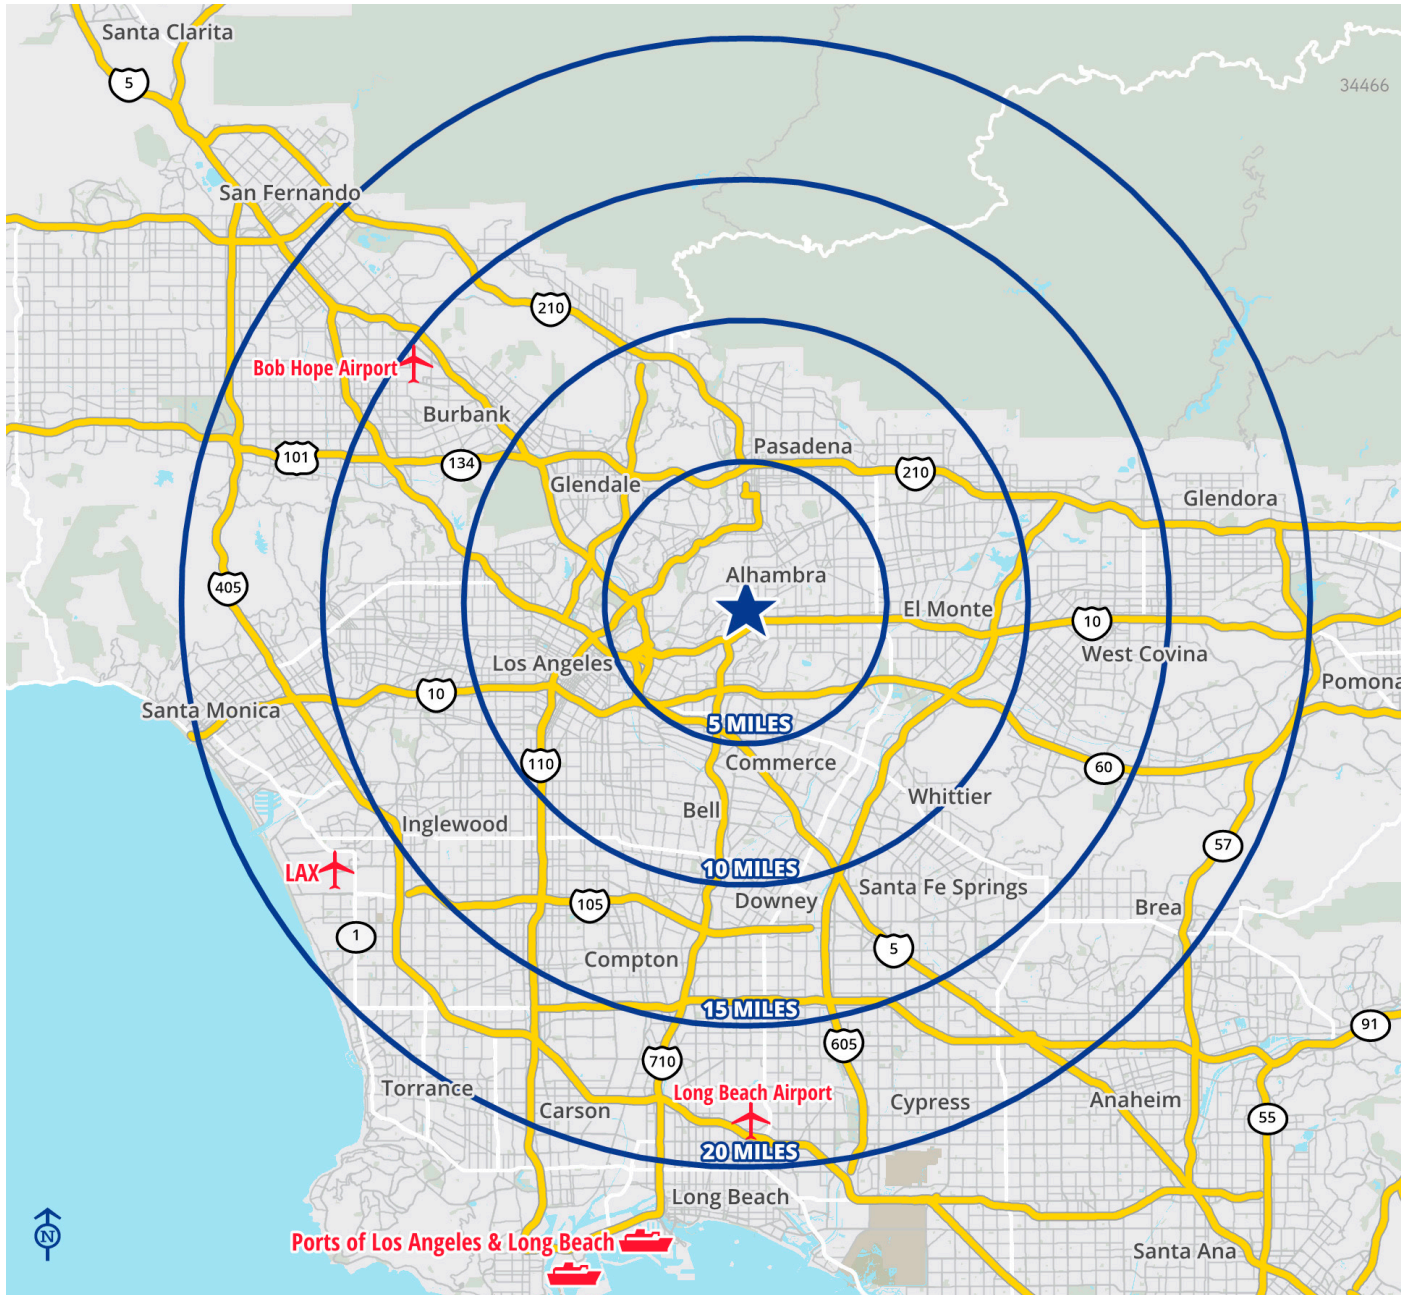 Santa Clarita
5
34466
San Fernando
210
Bob Hope Airport
Burbank
101
134
Pasadena
210
Glendale
Glendora
Alhambra
405
El Monte
10
Los Angeles
West Covina
10
Pomona
Santa Monica
5 MILES
110
Commerce
60
Bell
Whittier
Inglewood
57
LAX
10 MILES
105
Downey
Santa Fe Springs
Brea
1
5
Compton
15 MILES
91
605
710
Torrance
Long Beach Airport
Carson
Cypress
Anaheim
55
20 MILES
Long Beach
N
Ports of Los Angeles & Long Beach
Santa Ana